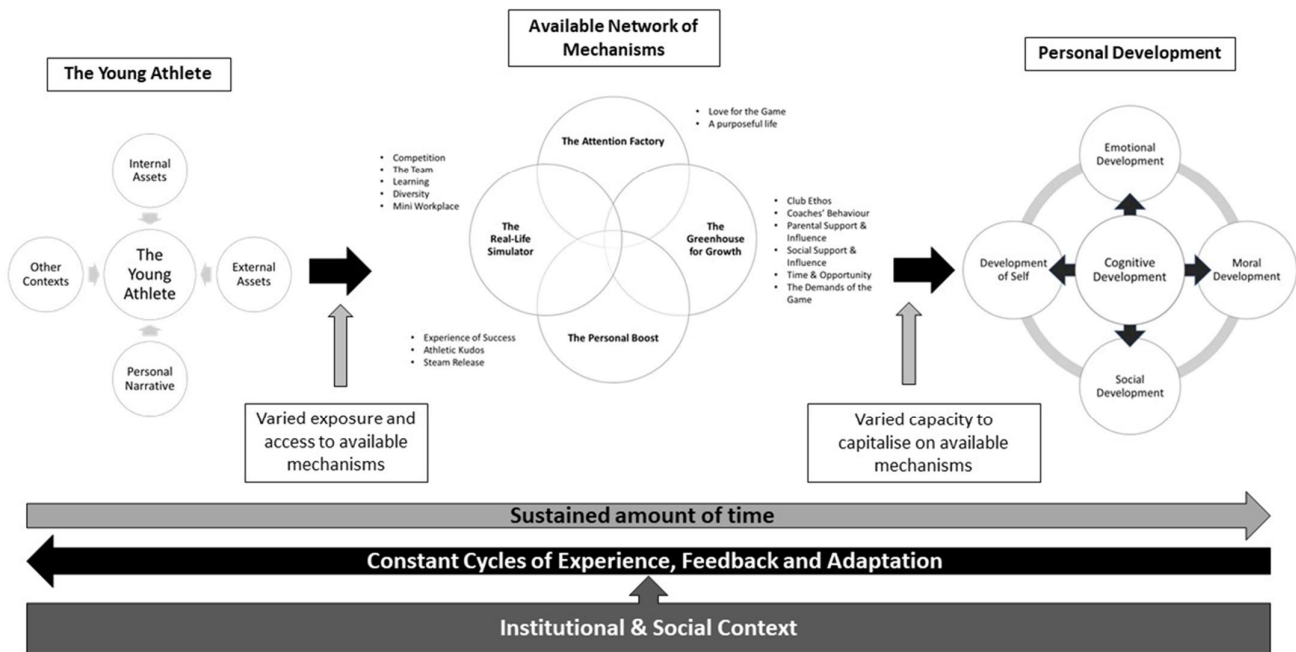 The Young Athlete
Internal
Assets
Other
Contexts
The
Young
Athlete
External
Assets
Personal
Narrative
Available Network of
Mechanisms
• Love for the Game
• A purposeful life
The Attention Factory
• Competition
• The Team
• Learning
• Diversity
• Mini Workplace
The
Real-Life
Simulator
The
Greenhouse
for Growth
• Club Ethos
• Coaches' Behaviour
• Parental Support &
Influence
• Social Support &
Influence
• Time & Opportunity
• The Demands of the
Game
The Personal Boost
• Experience of Success
• Athletic Kudos
• Steam Release
Varied exposure and
access to available
mechanisms
Personal Development
Emotional
Development
Development
of Self
Cognitive
Development
Moral
Development
Social
Development
Varied capacity to
capitalise on available
mechanisms
Sustained amount of time
Constant Cycles of Experience, Feedback and Adaptation
Institutional & Social Context